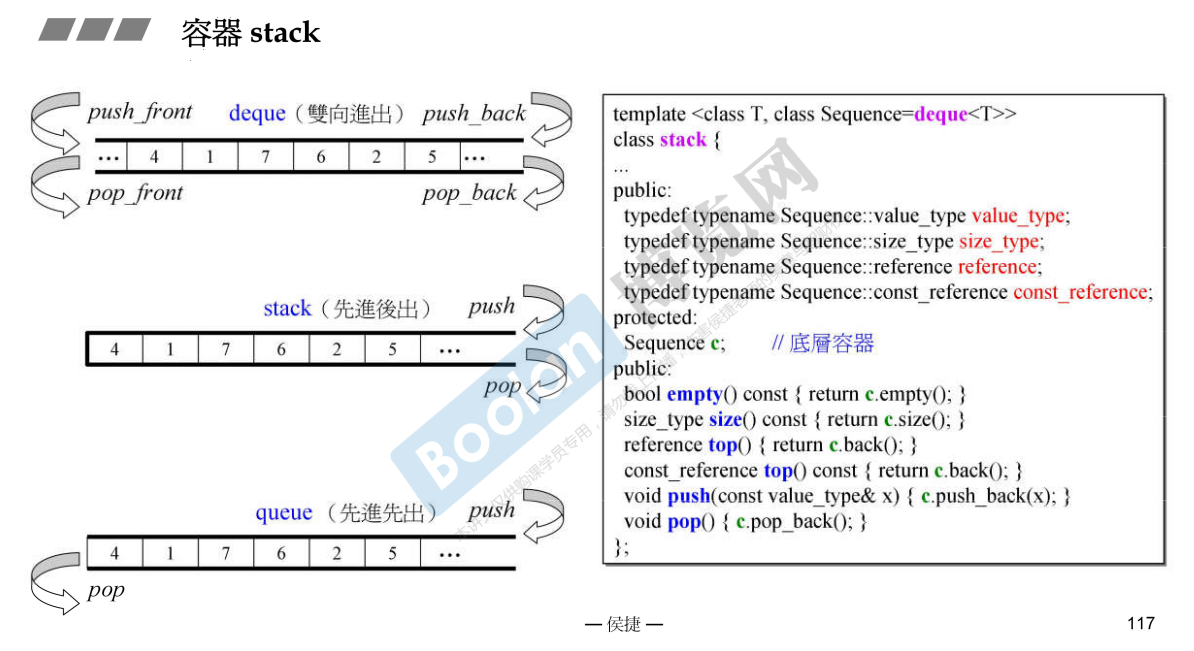 容器 stack
push_front deque（雙向進出） push_back
... 4 1 7 6 2 5 ...
pop_front pop_back
stack（先進後出） push
4 1 7 6 2 5 ...
pop
queue （先進先出） push
4 1 7 6 2 5 ...
pop
template <class T, class Sequence=deque<T>>
class stack {
...
public:
typedef typename Sequence::value_type value_type;
typedef typename Sequence::size_type size_type;
typedef typename Sequence::reference reference;
typedef typename Sequence::const_reference const_reference;
protected:
Sequence c; // 底層容器
public:
bool empty() const { return c.empty(); }
size_type size() const { return c.size(); }
reference top() { return c.back(); }
const_reference top() const { return c.back(); }
void push(const value_type& x) { c.push_back(x); }
void pop() { c.pop_back(); }
};
Boolan 博览网
— 侯捷 —
117